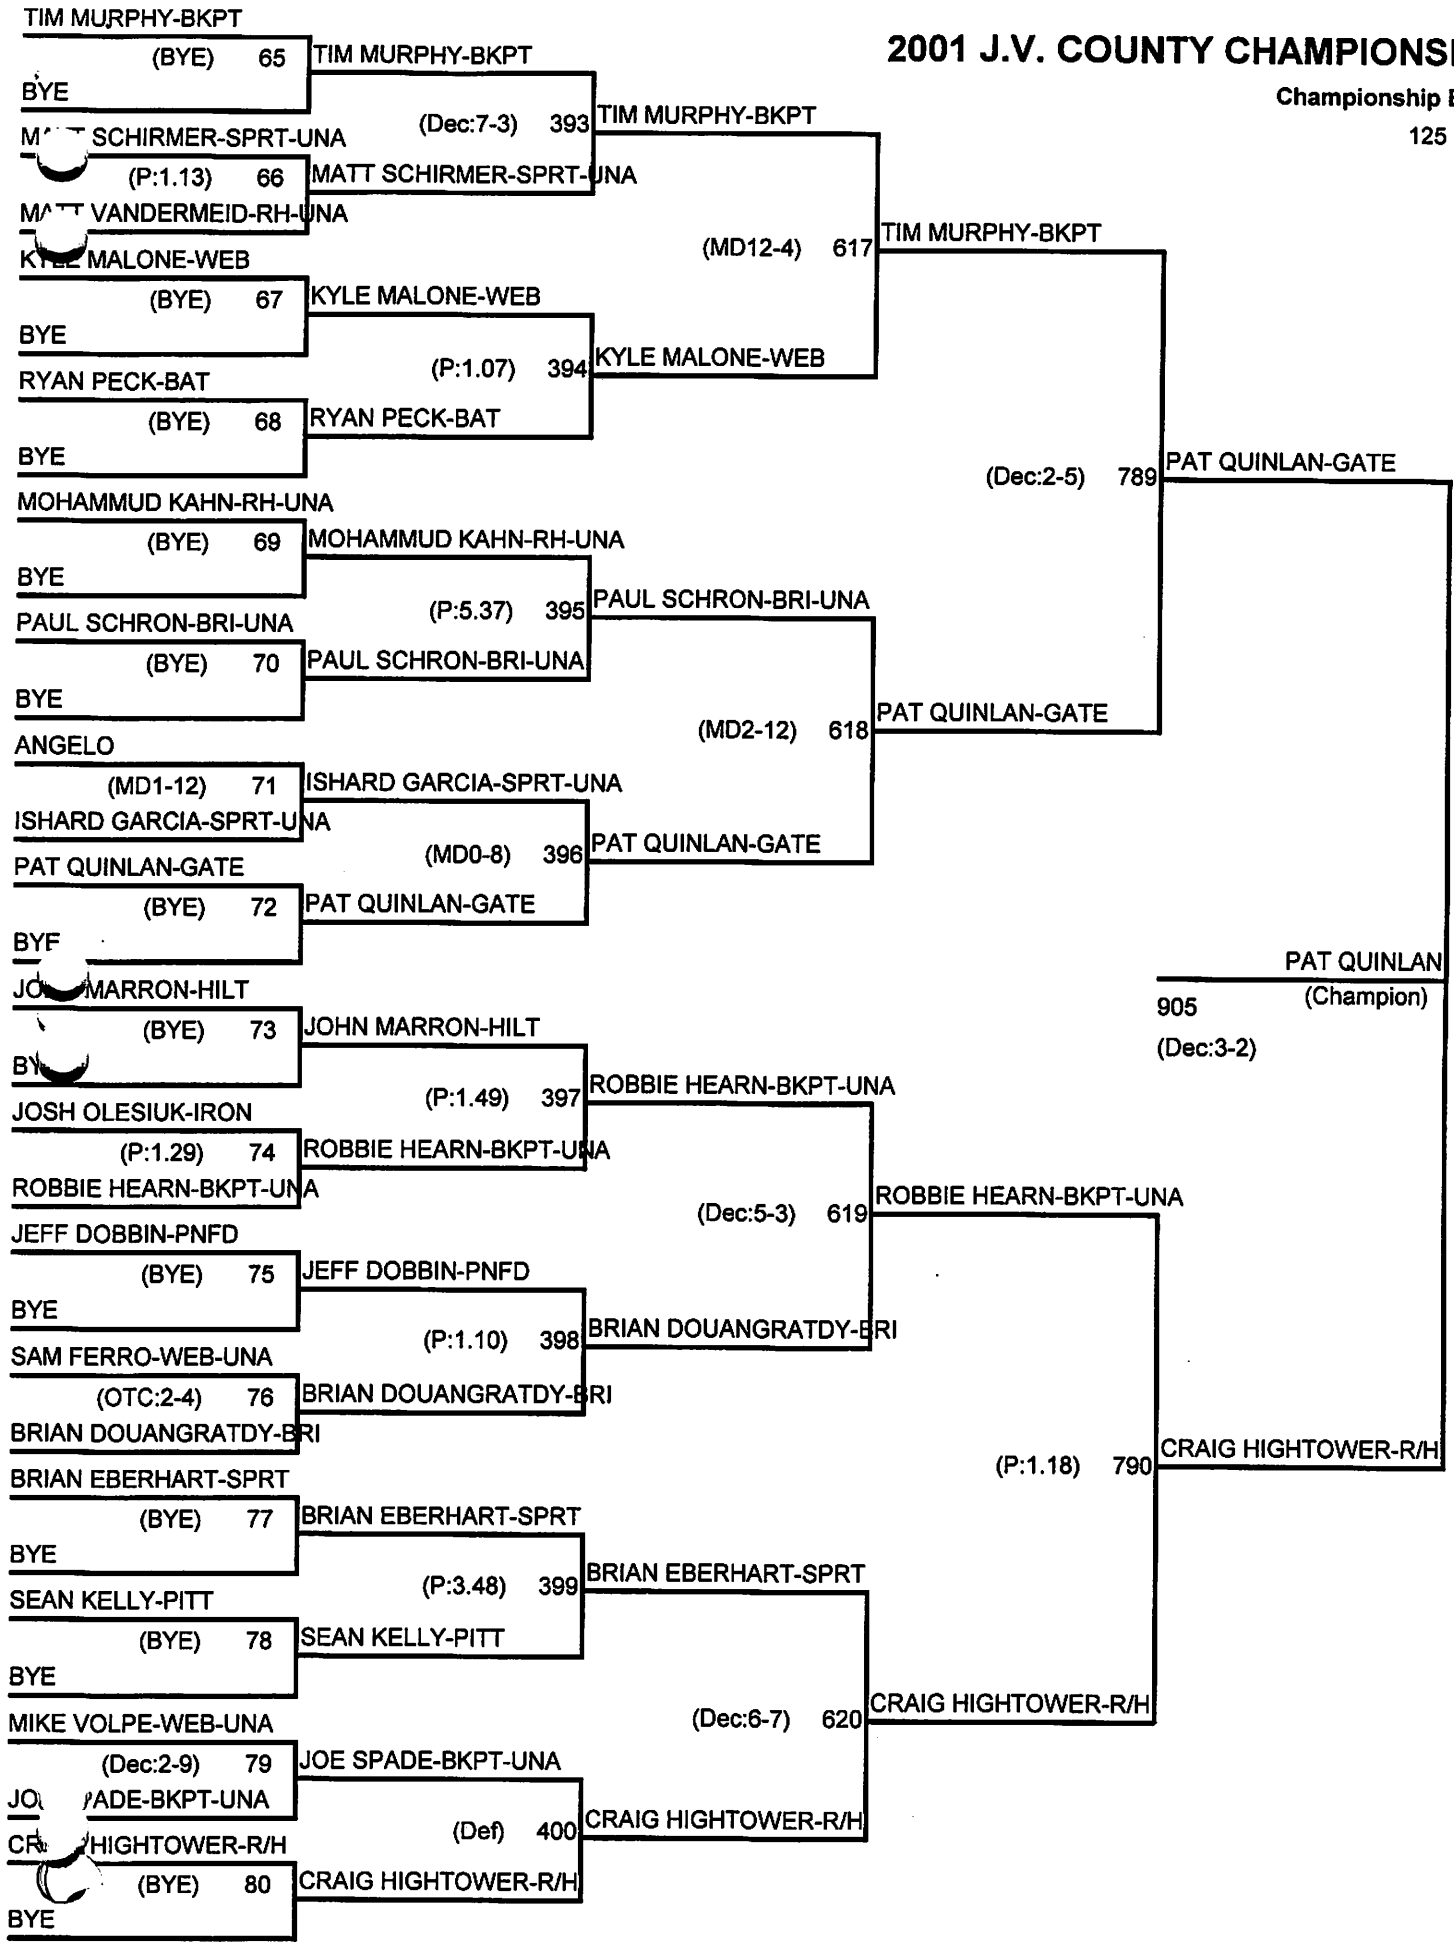 2001 J.V. COUNTY
Championship
125
TIM MURPHY-BKPT
(BYE) 65
BYE
TIM MURPHY-BKPT
SCHIRMER-SPRT-UNA
(P:1.13) 66
VANDERMEID-RH-UNA
MATT SCHIRMER-SPRT-UNA
(Dec:7-3) 393
TIM MURPHY-BKPT
KYLE MALONE-WEB
(BYE) 67
BYE
KYLE MALONE-WEB
RYAN PECK-BAT
(BYE) 68
BYE
RYAN PECK-BAT
(P:1.07) 394
KYLE MALONE-WEB
(MD12-4) 617
TIM MURPHY-BKPT
MOHAMMUD KAHN-RH-UNA
(BYE) 69
BYE
MOHAMMUD KAHN-RH-UNA
PAUL SCHRON-BRI-UNA
(BYE) 70
BYE
PAUL SCHRON-BRI-UNA
(P:5.37) 395
PAUL SCHRON-BRI-UNA
ANGELO
(MD1-12) 71
ISHARD GARCIA-SPRT-UNA
ISHARD GARCIA-SPRT-UNA
PAT QUINLAN-GATE
(BYE) 72
PAT QUINLAN-GATE
(MD0-8) 396
PAT QUINLAN-GATE
(MD2-12) 618
PAT QUINLAN-GATE
(Dec:2-5) 789
PAT QUINLAN-GATE
MARRON-HILT
(BYE) 73
JOHN MARRON-HILT
JOSH OLESIUK-IRON
(P:1.29) 74
ROBBIE HEARN-BKPT-UNA
ROBBIE HEARN-BKPT-UNA
(P:1.49) 397
ROBBIE HEARN-BKPT-UNA
JEFF DOBBIN-PNFD
(BYE) 75
BYE
JEFF DOBBIN-PNFD
SAM FERRO-WEB-UNA
(OTC:2-4) 76
BRIAN DOUANGRATDY-BRI
BRIAN DOUANGRATDY-BRI
(P:1.10) 398
BRIAN DOUANGRATDY-BRI
(Dec:5-3) 619
ROBBIE HEARN-BKPT-UNA
BRIAN EBERHART-SPRT
(BYE) 77
BYE
BRIAN EBERHART-SPRT
SEAN KELLY-PITT
(BYE) 78
BYE
SEAN KELLY-PITT
(P:3.48) 399
BRIAN EBERHART-SPRT
MIKE VOLPE-WEB-UNA
(Dec:2-9) 79
JOE SPADE-BKPT-UNA
HIGHTOWER-R/H
(BYE) 80
BYE
CRAIG HIGHTOWER-R/H
(Def) 400
CRAIG HIGHTOWER-R/H
(Dec:6-7) 620
CRAIG HIGHTOWER-R/H
(P:1.18) 790
CRAIG HIGHTOWER-R/H
PAT QUINLAN
(Champion)
905
(Dec:3-2)